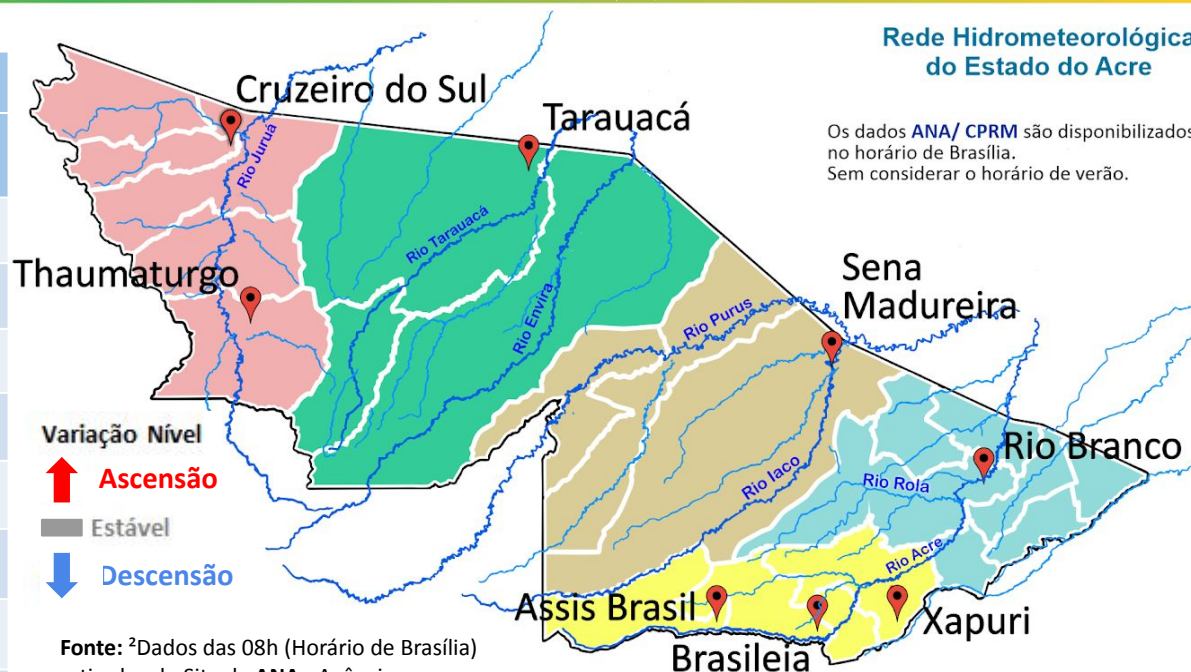 Rede Hidrometeorológica
do Estado do Acre
Os dados ANA/ CPRM são disponibilizados
no horário de Brasília.
Sem considerar o horário de verão.
Cruzeiro do Sul
Tarauacá
Rio Juruá
Rio Tarauacá
Thaumaturgo
Sena
Madureira
Rio Envira
Rio Purus
Variação Nível
Ascensão
Estável
Descensão
Rio Branco
Rio Iaco
Rio Rola
Rio Acre
Assis Brasil
Xapuri
Brasileia
Fonte: ²Dados das 08h (Horário de Brasília)